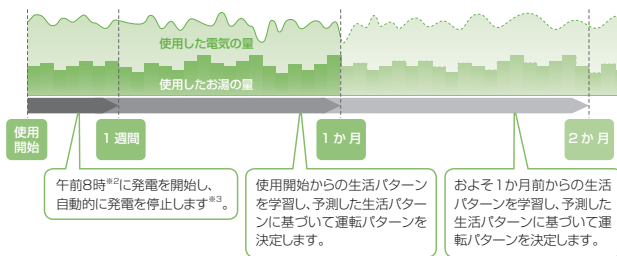 使用した電気の量
使用したお湯の量
使用
開始
1週間
1か月
2か月
午前8時※2に発電を開始し、
自動的に発電を停止します※3。
使用開始からの生活パターン
を学習し、予測した生活パター
ンに基づいて運転パターンを
決定します。
およそ1か月前からの生活
パターンを学習し、予測した
生活パターンに基づいて運
転パターンを決定します。